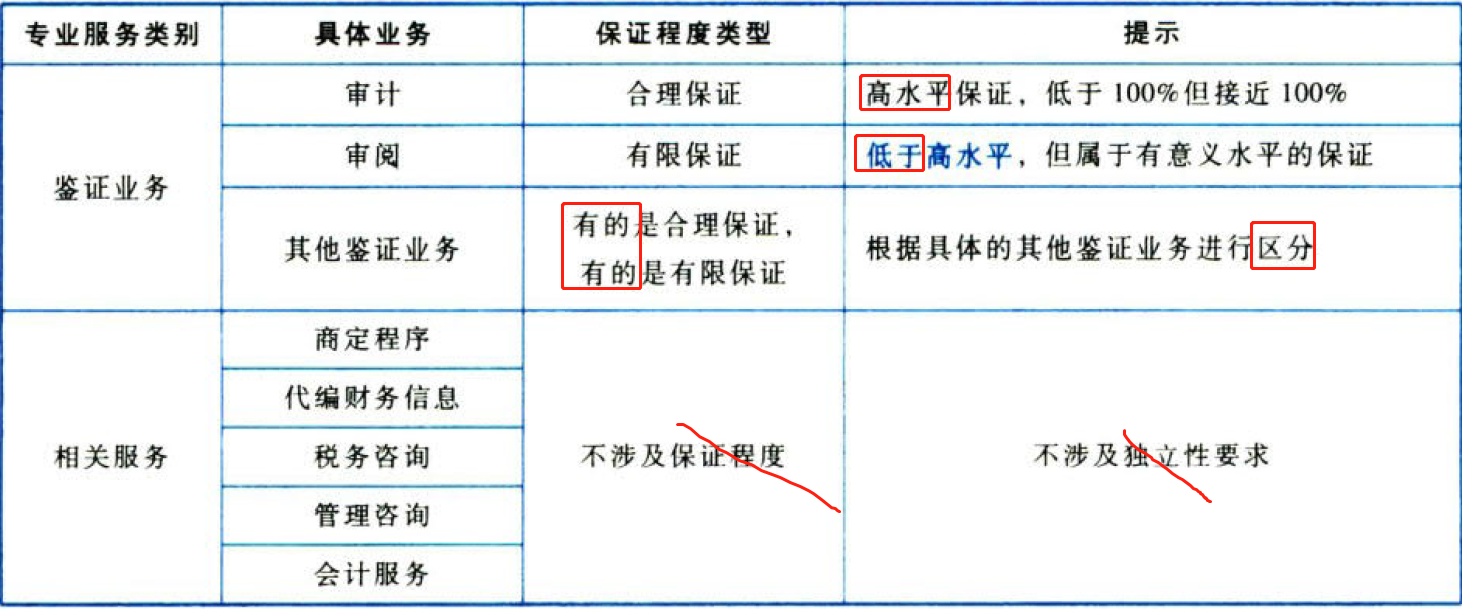 专业服务类别 具体业务 保证程度类型 提示
鉴证业务
审计 合理保证 高水平保证，低于100%但接近100%
审阅 有限保证 低于高水平，但属于有意义水平的保证
其他鉴证业务
有的是合理保证，
有的是有限保证
根据具体的其他鉴证业务进行区分
相关服务
商定程序
代编财务信息
税务咨询
管理咨询
会计服务
不涉及保证程度
不涉及独立性要求